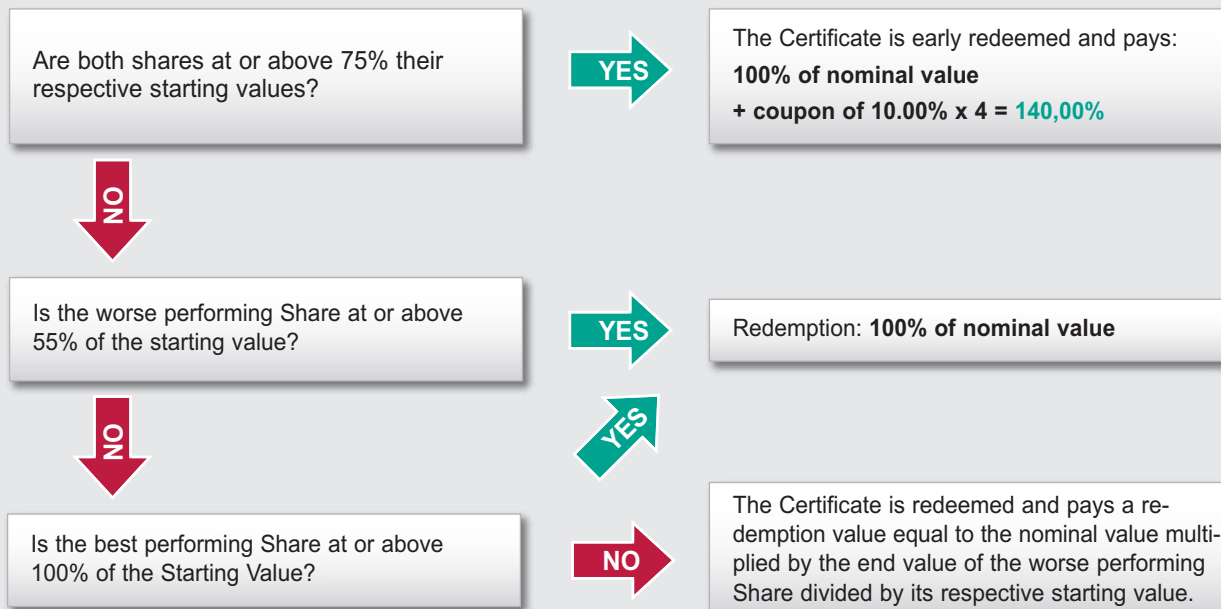 Are both shares at or above 75% their
respective starting values?
YES
The Certificate is early redeemed and pays:
100% of nominal value
+ coupon of 10.00% x 4 = 140,00%
NO
Is the worse performing Share at or above
55% of the starting value?
YES
Redemption: 100% of nominal value
NO
YES
Is the best performing Share at or above
100% of the Starting Value?
NO
The Certificate is redeemed and pays a re-
demption value equal to the nominal value multi-
plied by the end value of the worse performing
Share divided by its respective starting value.